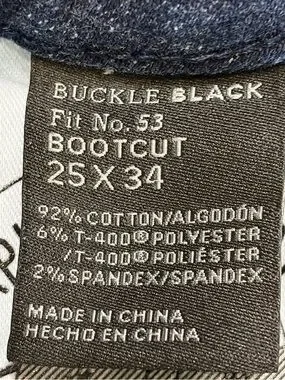 BUCKLE BLACK
Fit No. 53
BOOTCUT
25 X 34
92% COTTON/ALGODÓN
6% T-400® POLYESTER
/T-400® POLIÉSTER
2% SPANDEX/SPANDEX
MADE IN CHINA
HECHO EN CHINA